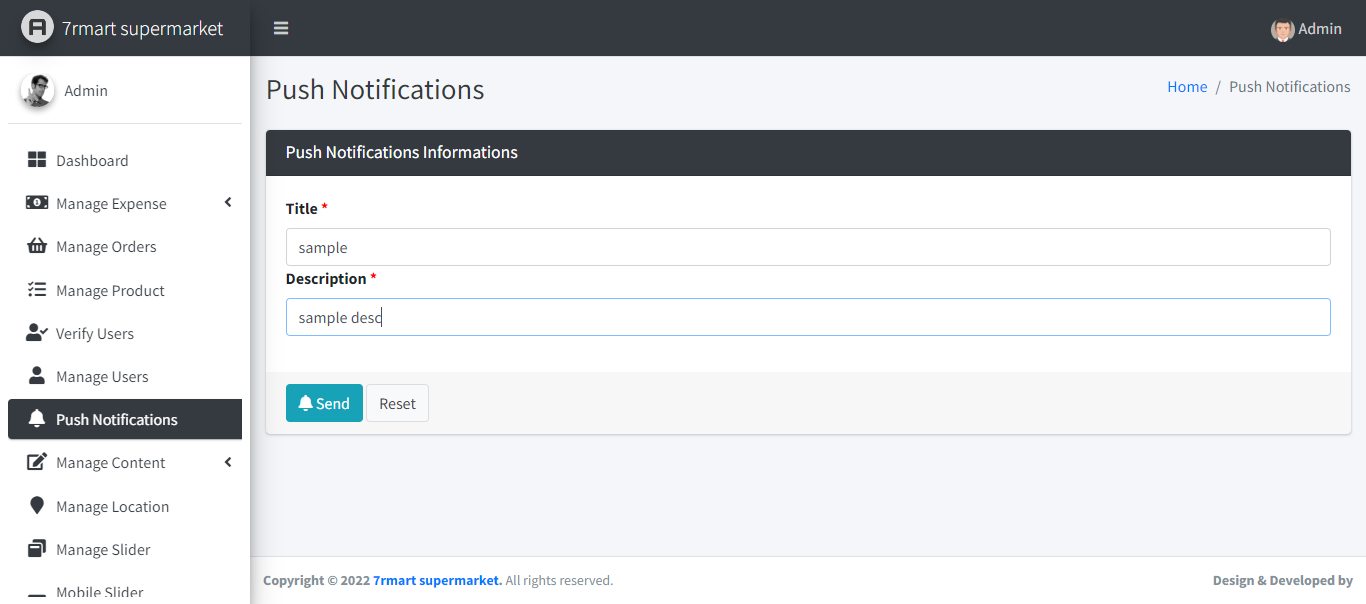 7rmart supermarket
Admin
Admin
Dashboard
Manage Expense
Manage Orders
Manage Product
Verify Users
Manage Users
Push Notifications
Manage Content
Manage Location
Manage Slider
Mobile Slider
Push Notifications
Home / Push Notifications
Push Notifications Informations
Title *
sample
Description *
sample desc
Send Reset
Copyright © 2022 7rmart supermarket. All rights reserved.
Design & Developed by